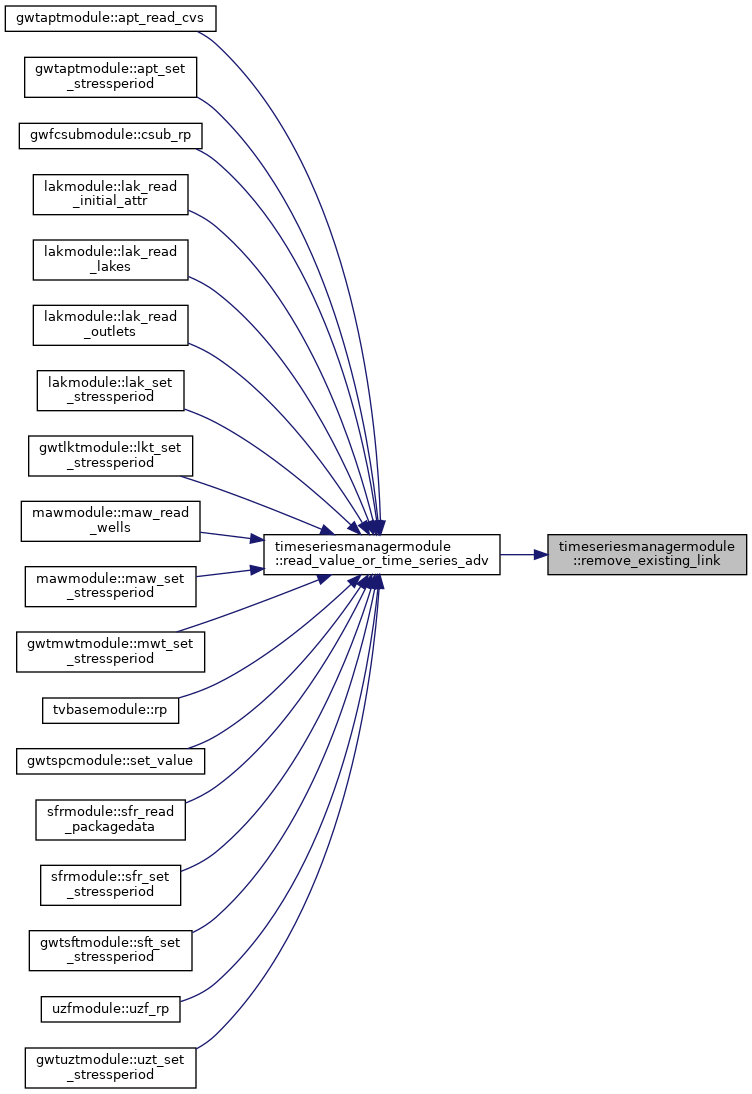 gwtaptmodule::apt_read_cvs
gwtaptmodule::apt_set
_stressperiod
gwfcsubmodule::csub_rp
lakmodule::lak_read
_initial_attr
lakmodule::lak_read
_lakes
lakmodule::lak_read
_outlets
lakmodule::lak_set
_stressperiod
gwtlktmodule::lkt_set
_stressperiod
mawmodule::maw_read
_wells
mawmodule::maw_set
_stressperiod
gwtmwtmodule::mwt_set
_stressperiod
tvbasemodule::rp
gwtspcmodule::set_value
sfrmodule::sfr_read
_packagedata
sfrmodule::sfr_set
_stressperiod
gwtsftmodule::sft_set
_stressperiod
uzfmodule::uzf_rp
gwtuztmodule::uzt_set
_stressperiod
timeseriesmanagermodule
::read_value_or_time_series_adv
timeseriesmanagermodule
::remove_existing_link